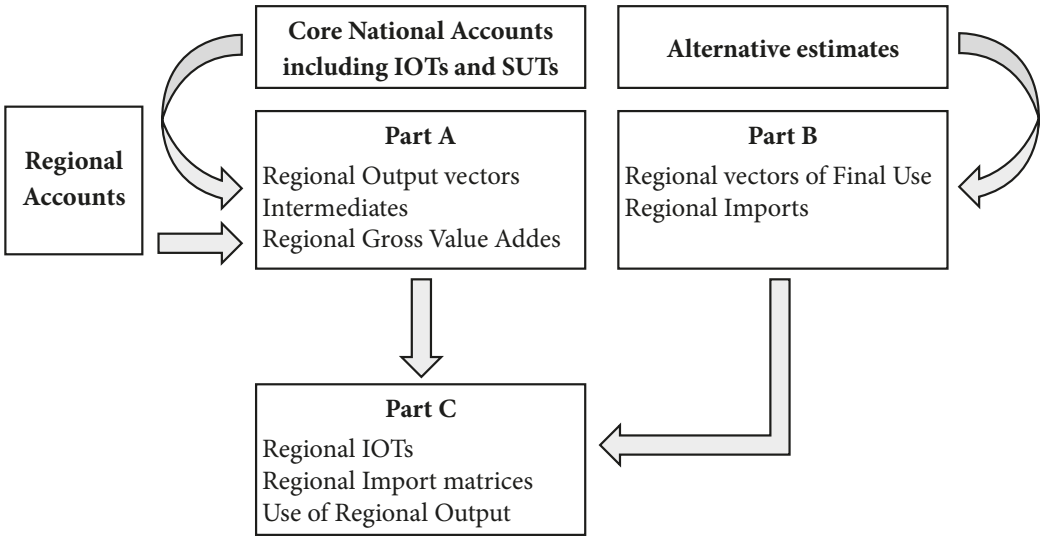 Core National Accounts
including IOTs and SUTs
Alternative estimates
Regional
Accounts
Part A
Regional Output vectors
Intermediates
Regional Gross Value Addes
Part B
Regional vectors of Final Use
Regional Imports
Part C
Regional IOTs
Regional Import matrices
Use of Regional Output